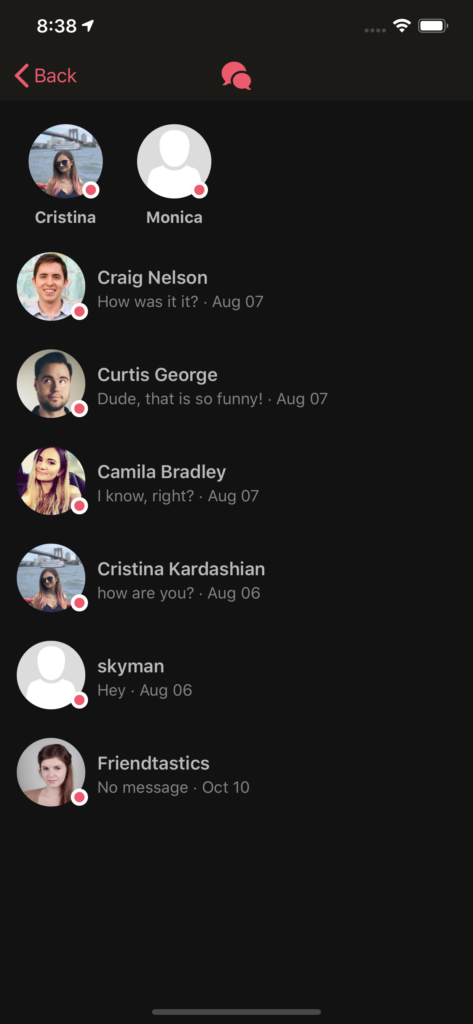 8:38
Back
Cristina
Monica
Craig Nelson
How was it it? · Aug 07
Curtis George
Dude, that is so funny! · Aug 07
Camila Bradley
I know, right? · Aug 07
Cristina Kardashian
how are you? · Aug 06
skyman
Hey · Aug 06
Friendtastics
No message · Oct 10